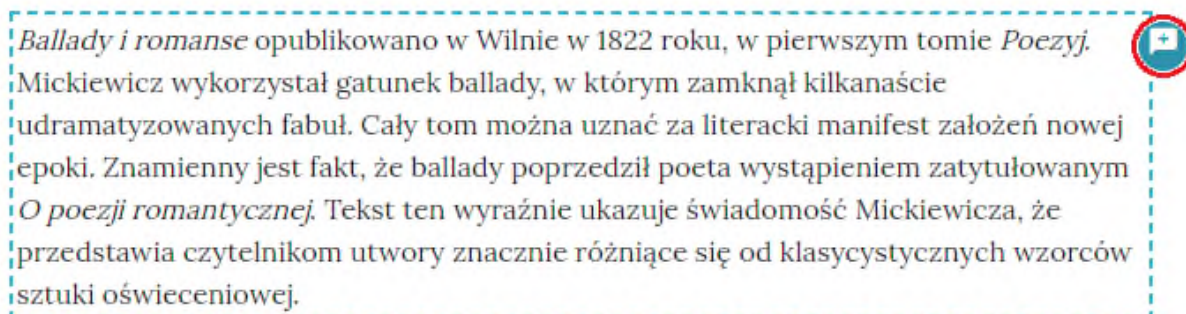 Ballady i romanse opublikowano w Wilnie w 1822 roku, w pierwszym tomie Poezyj.
Mickiewicz wykorzystał gatunek ballady, w którym zamknął kilkanaście
udramatyzowanych fabuł. Cały tom można uznać za literacki manifest założeń nowej
epoki. Znamienny jest fakt, że ballady poprzedził poeta wystąpieniem zatytułowanym
O poezji romantycznej. Tekst ten wyraźnie ukazuje świadomość Mickiewicza, że
przedstawia czytelnikom utwory znacznie różniące się od klasycystycznych wzorców
sztuki oświeceniowej.